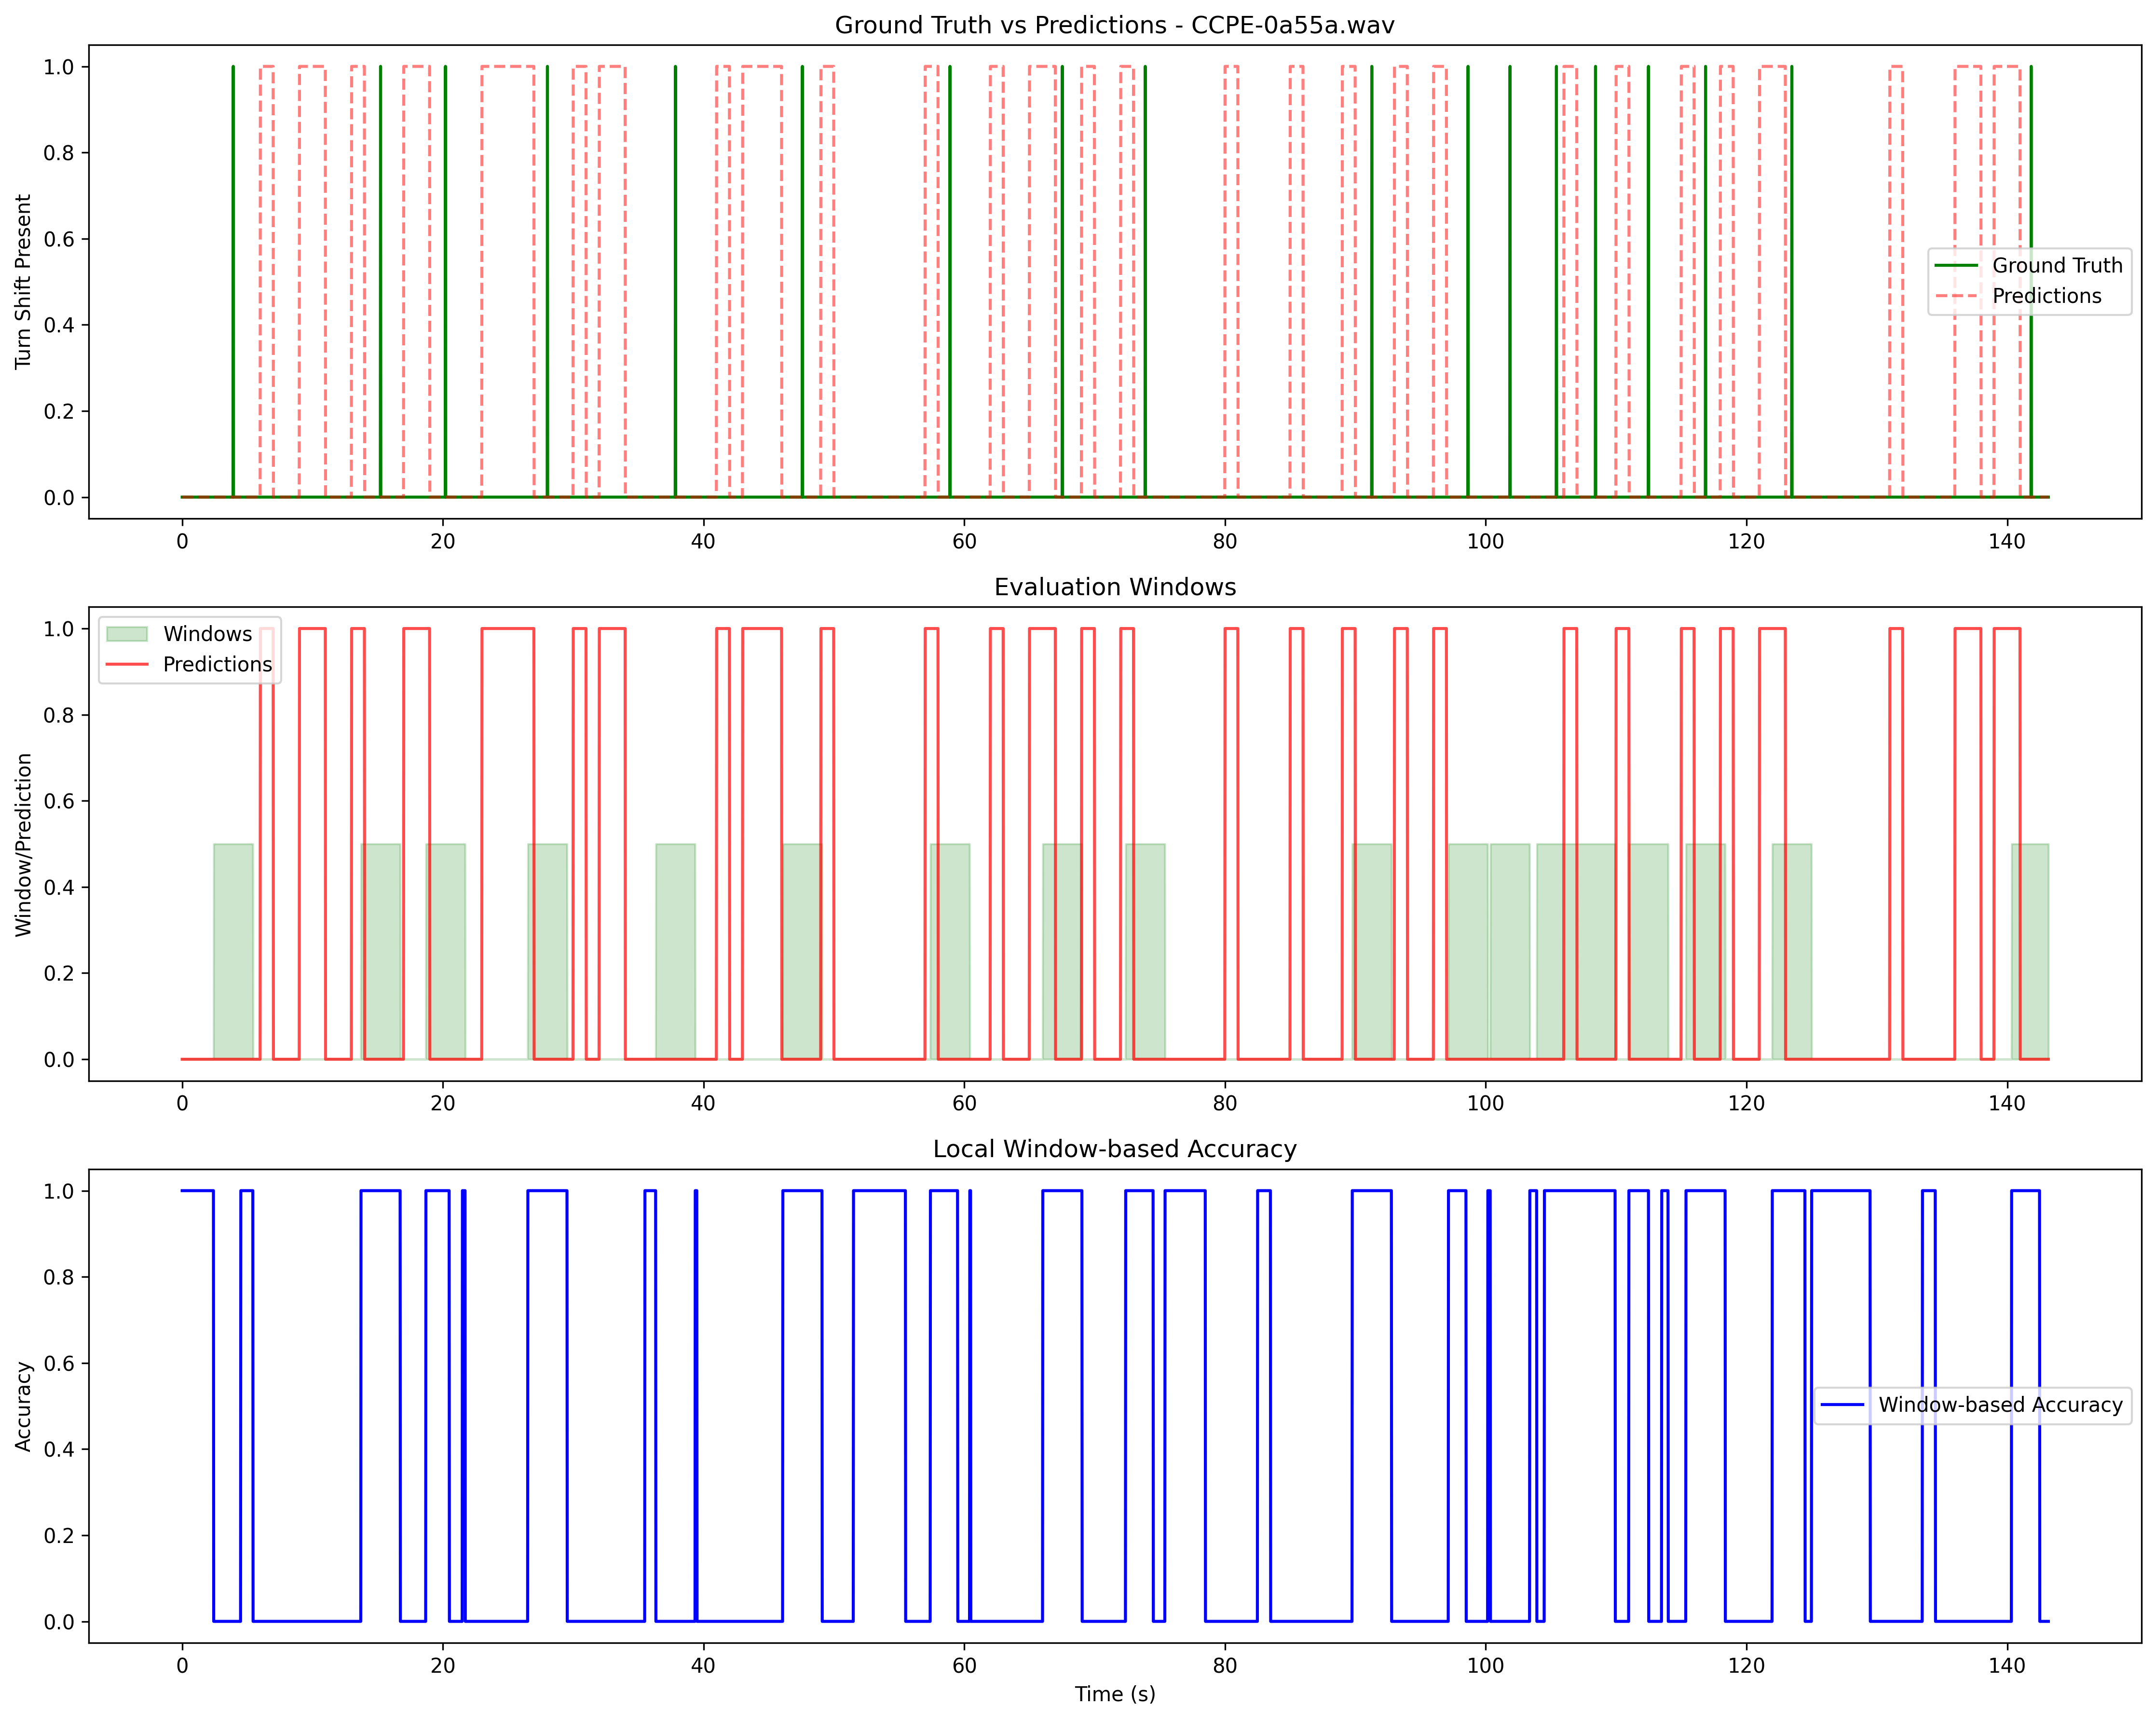 Ground Truth vs Predictions - CCPE-0a55a.wav
1.0
0.8
0.6
0.4
0.2
0.0
Turn Shift Present
Ground Truth
Predictions
0 20 40 60 80 100 120 140
Evaluation Windows
1.0
0.8
0.6
0.4
0.2
0.0
Window/Prediction
Windows
Predictions
0 20 40 60 80 100 120 140
Local Window-based Accuracy
1.0
0.8
0.6
0.4
0.2
0.0
Accuracy
Window-based Accuracy
0 20 40 60 80 100 120 140
Time (s)